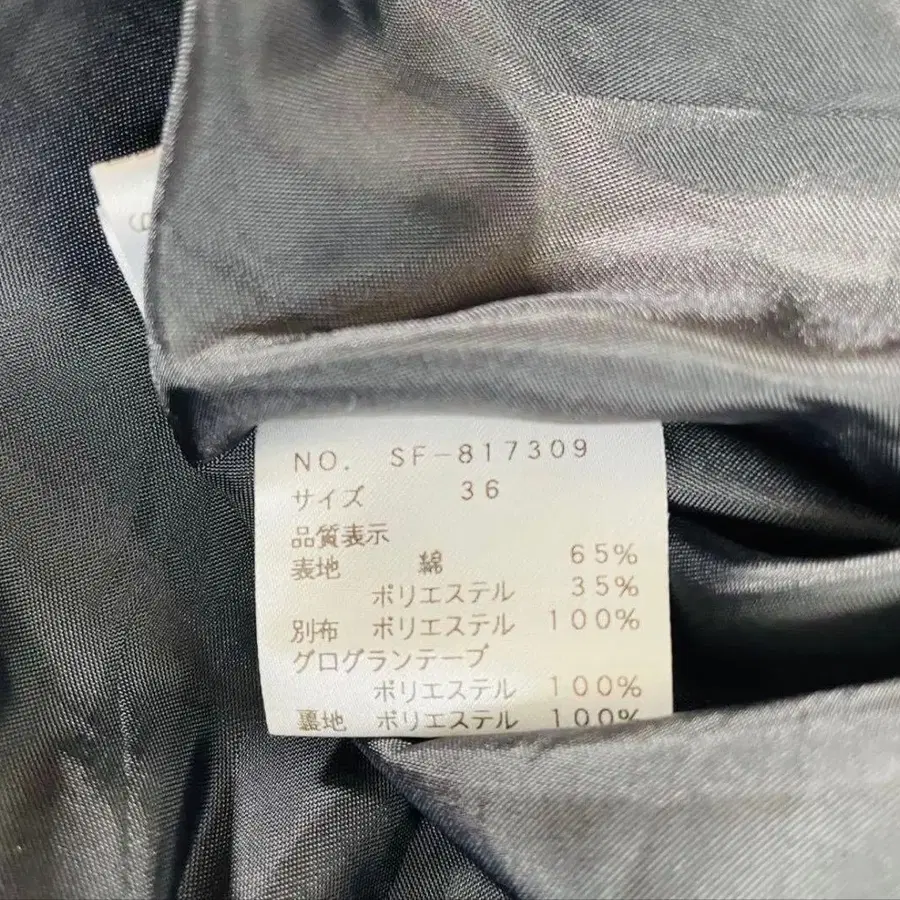 NO. SF-817309
サイズ 36
品質表示
表地 綿 65%
ポリエステル 35%
別布 ポリエステル 100%
グログランテープ
ポリエステル 100%
裏地 ポリエステル 100%